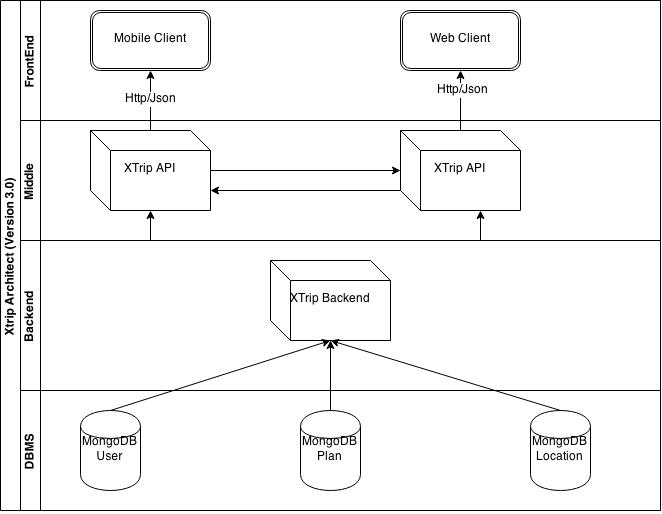 Xtrip Architect (Version 3.0)
FrontEnd
Mobile Client
Web Client
Http/Json
Http/Json
Middle
XTrip API
XTrip API
Backend
XTrip Backend
DBMS
MongoDB
User
MongoDB
Plan
MongoDB
Location